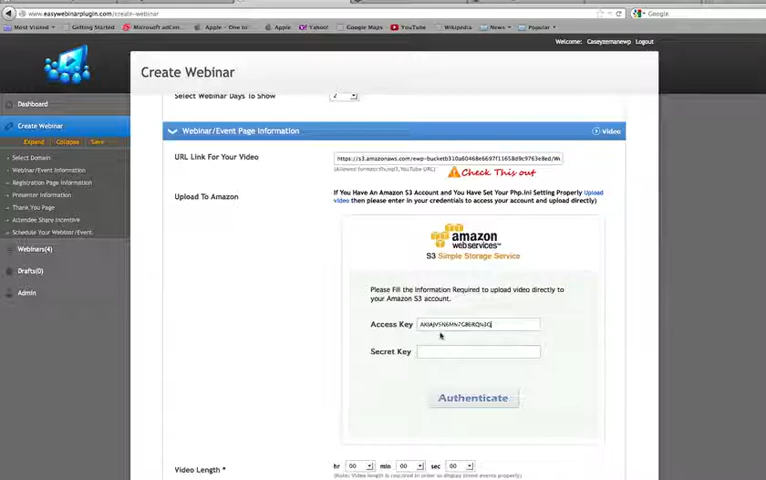 www.easywebinarplugin.com/create-webinar
Google
Most Visited
Getting Started
Apple
Yahoo!
Google Maps
YouTube
Wikipedia
News
Popular
Welcome: Caseyzemanewp Logout
Create Webinar
Dashboard
Create Webinar
Expand Collapse Save
Select Domain
Webinar/Event Information
Registration Page Information
Presenter Information
Thank You Page
Attendee Share Incentive
Schedule Your Webinar/Event
Webinars(4)
Drafts(0)
Admin
Select Webinar Days To Show
Webinar/Event Page Information
Video
URL Link For Your Video
Check This out
Upload To Amazon
If You Have An Amazon S3 Account and You Have Set Your Php.Ini Setting Properly Upload
video then please enter in your credentials to access your account and upload directly)
amazon
webservices™
S3 Simple Storage Service
Please Fill the Information Required to upload video directly to
your Amazon S3 account.
Access Key
Secret Key
Authenticate
Video Length *
hr 00 min 00 sec 00